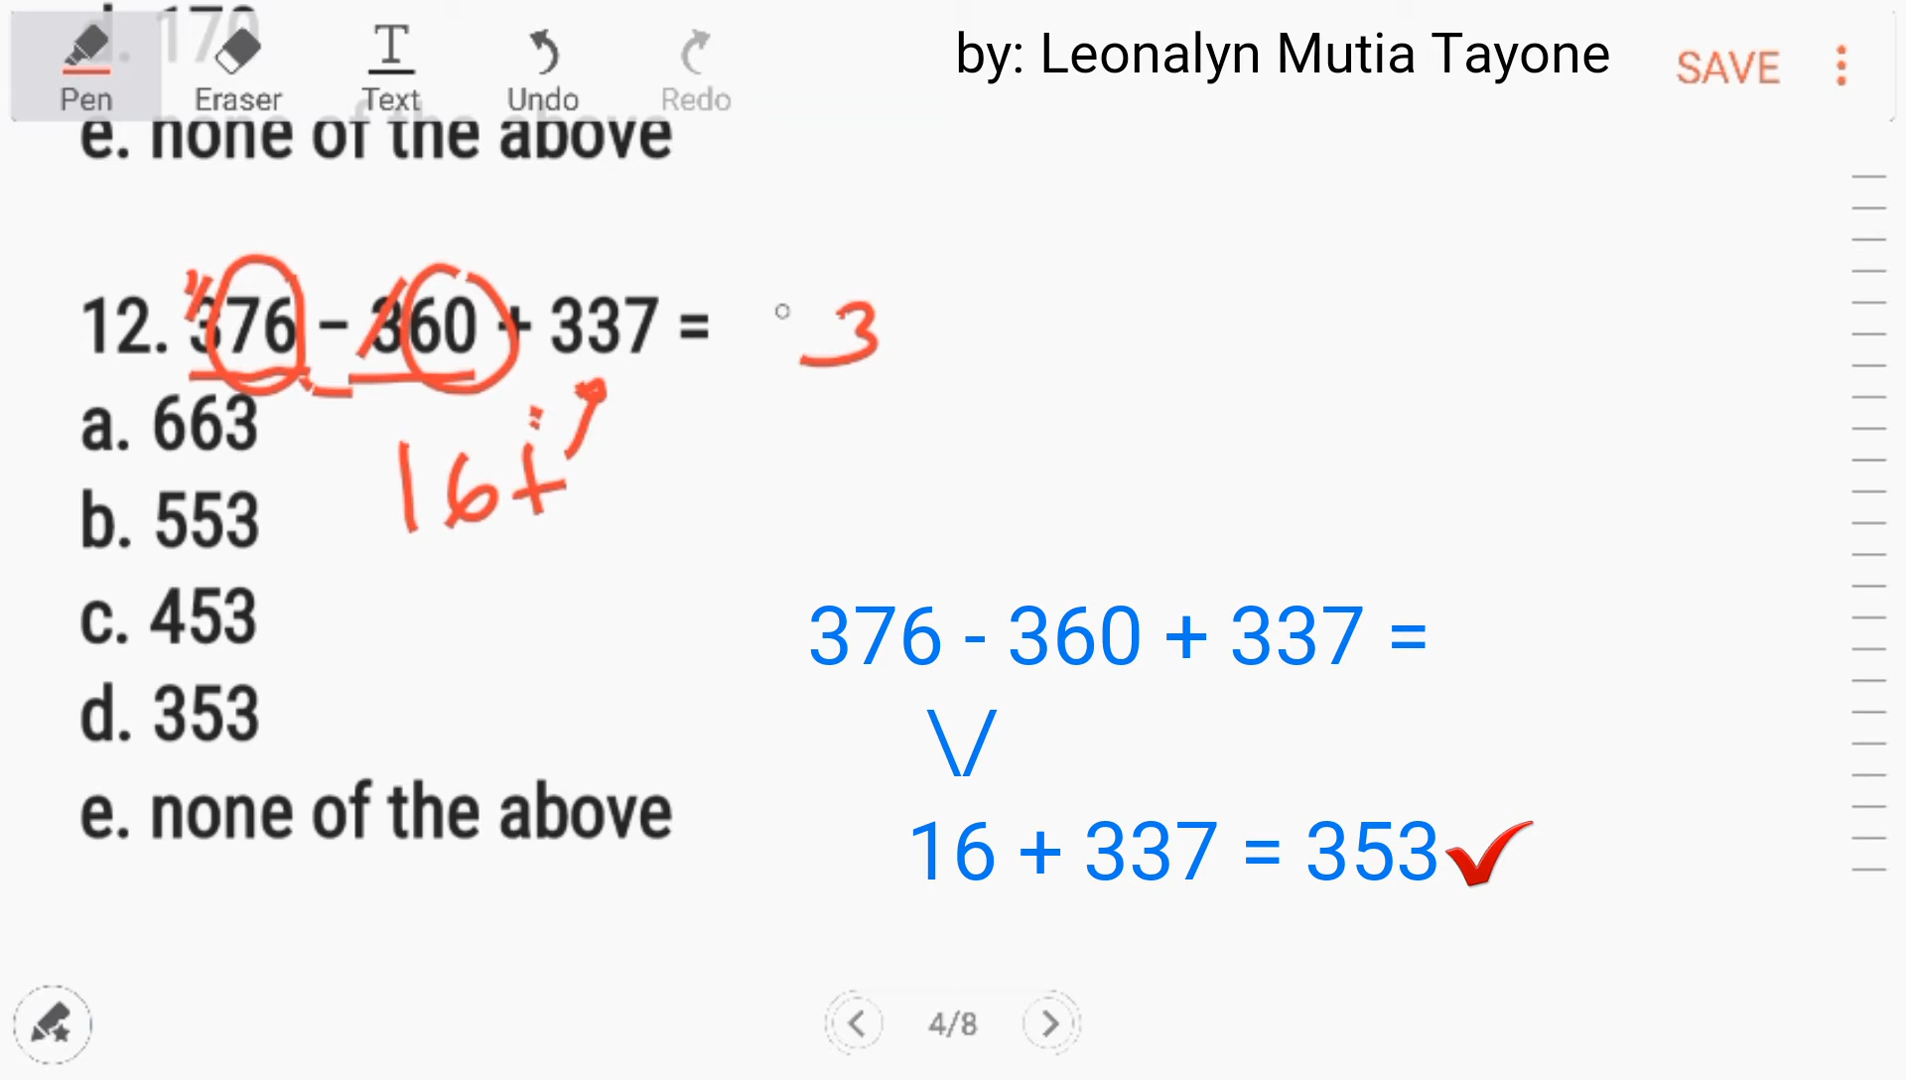 d. 170
Pen
Eraser
Text
Undo
Redo
by: Leonalyn Mutia Tayone
SAVE
e. none of the above
12. 376 – 360 + 337 =
3
a. 663
16+
b. 553
c. 453
d. 353
e. none of the above
376 - 360 + 337 =
\/
16 + 337 = 353
4/8